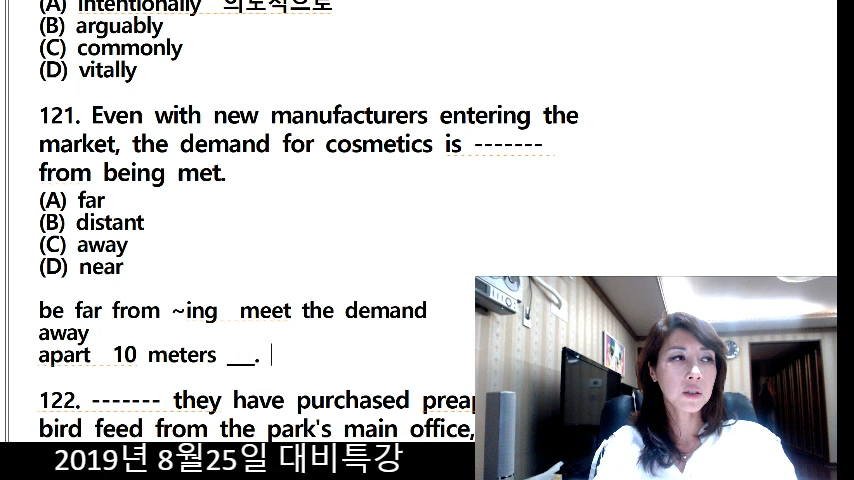 (A) intentionally 의도적으로
(B) arguably
(C) commonly
(D) vitally
121. Even with new manufacturers entering the
market, the demand for cosmetics is -------
from being met.
(A) far
(B) distant
(C) away
(D) near
be far from ~ing meet the demand
away
apart 10 meters __.
122. ------- they have purchased
bird feed from the park's main office,
2019년 8월25일 대비특강